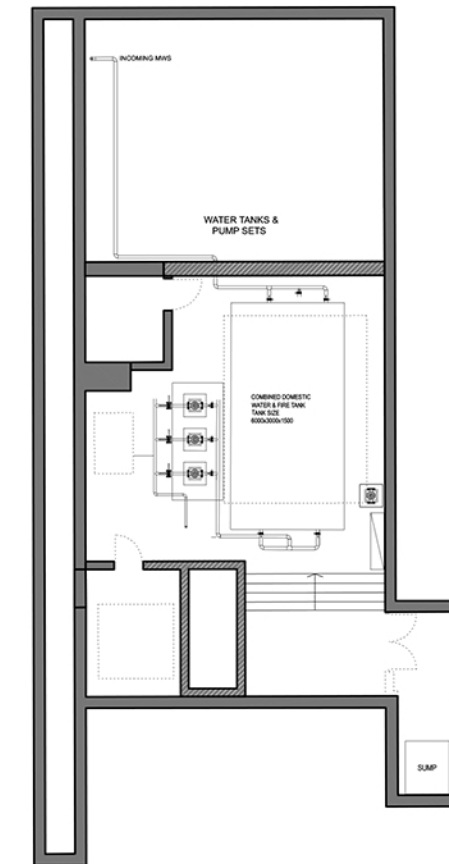 INCOMING MWS
WATER TANKS &
PUMP SETS
COMBINED DOMESTIC
WATER & FIRE TANK
TANK SIZE
6000x3000x1500
SUMP